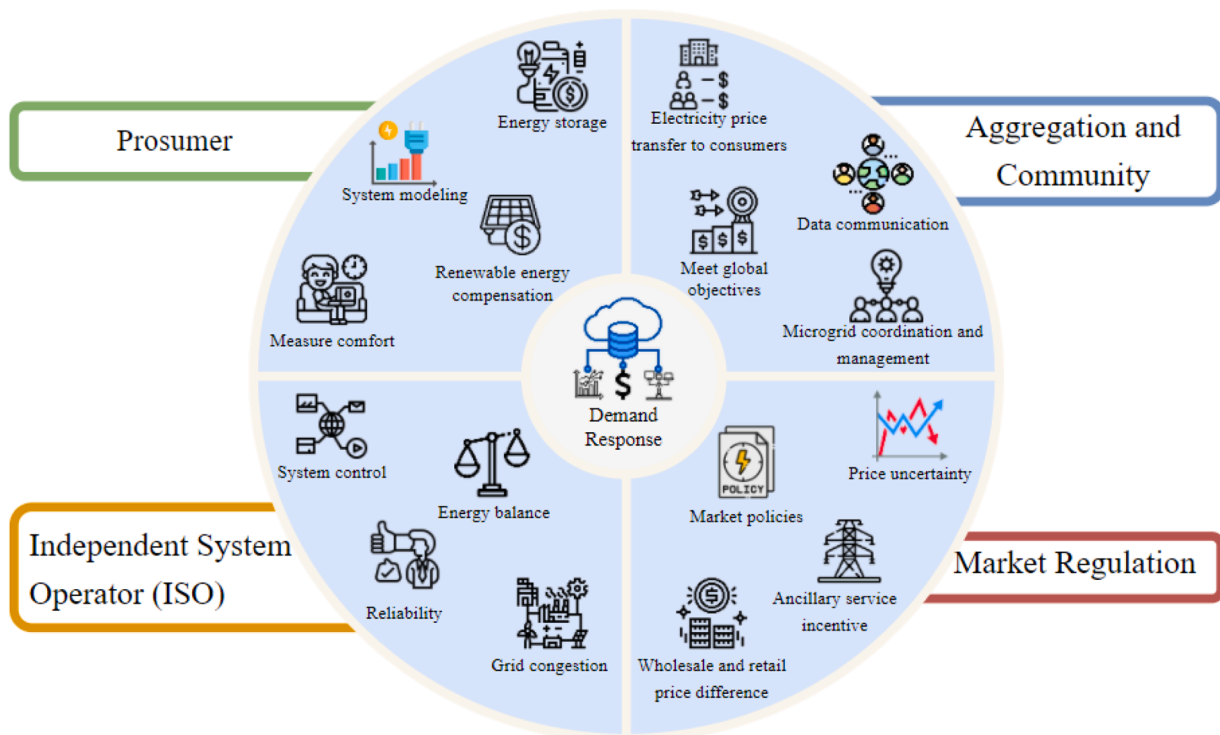 Prosumer
Energy storage
System modeling
Renewable energy
compensation
Measure comfort
Electricity price
transfer to consumers
Aggregation and
Community
Data communication
Meet global
objectives
Microgrid coordination and
management
Demand
Response
System control
Energy balance
Independent System
Operator (ISO)
Reliability
Grid congestion
POLICY
Market policies
Price uncertainty
Market Regulation
Ancillary service
incentive
Wholesale and retail
price difference